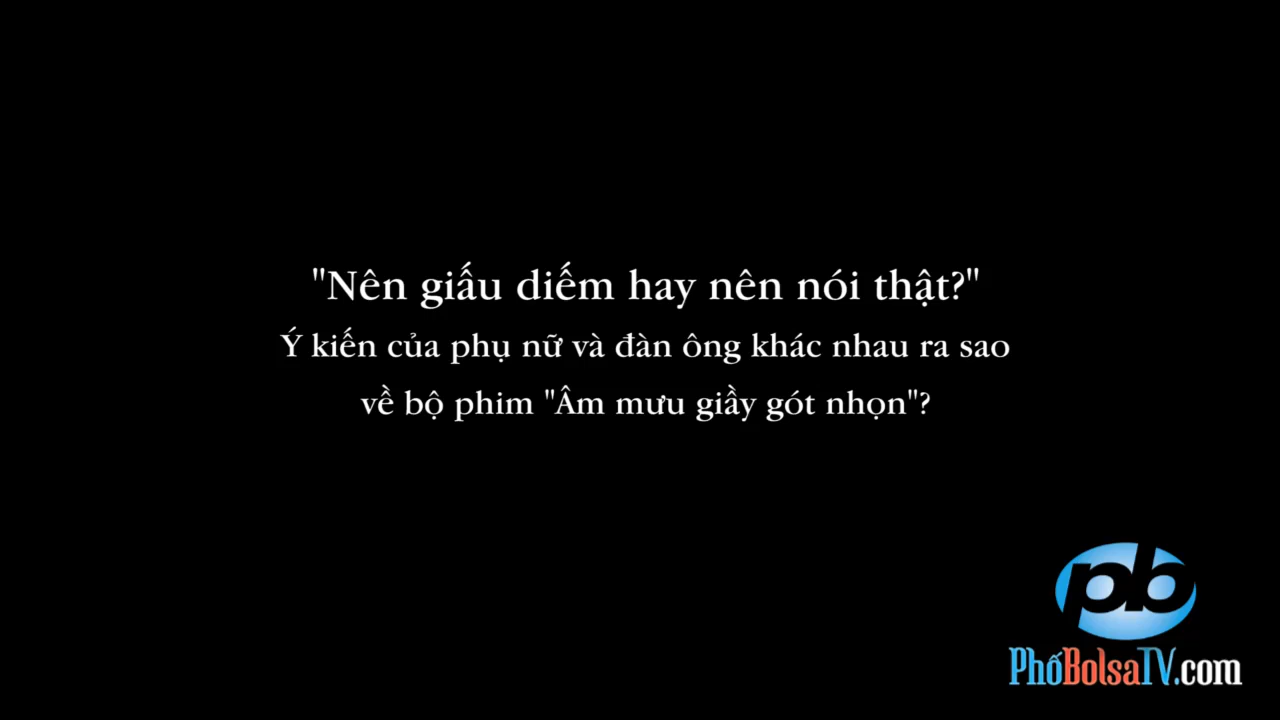 "Nên giấu diếm hay nên nói thật?"
Ý kiến của phụ nữ và đàn ông khác nhau ra sao
về bộ phim "Âm mưu giầy gót nhọn"?
pb
PhốBolsaTV.com